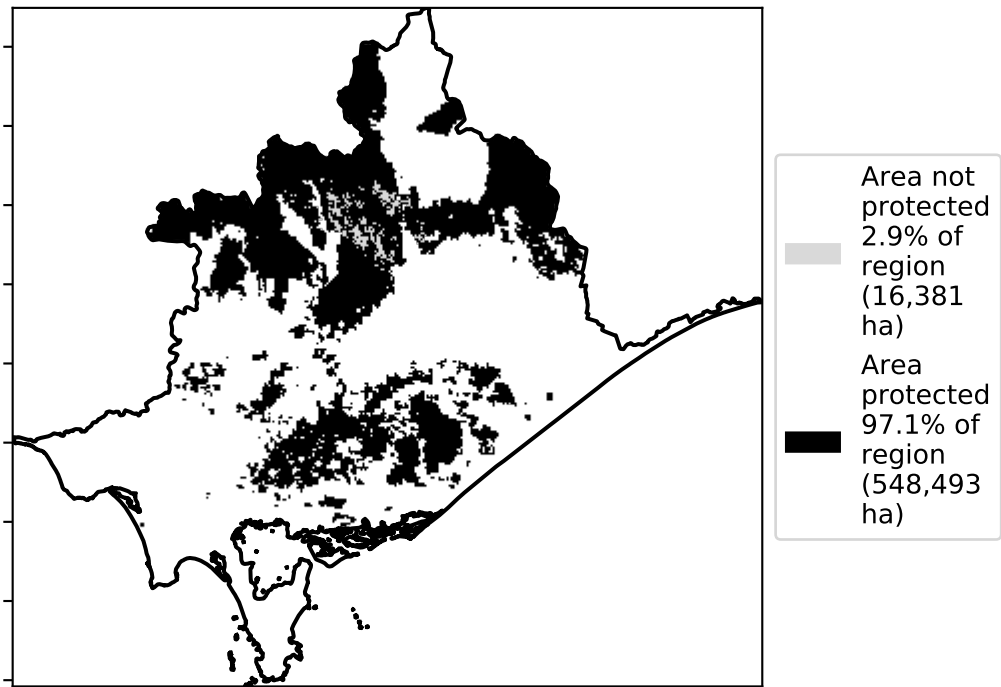 Area not
protected
2.9% of
region
(16,381
ha)
Area
protected
97.1% of
region
(548,493
ha)